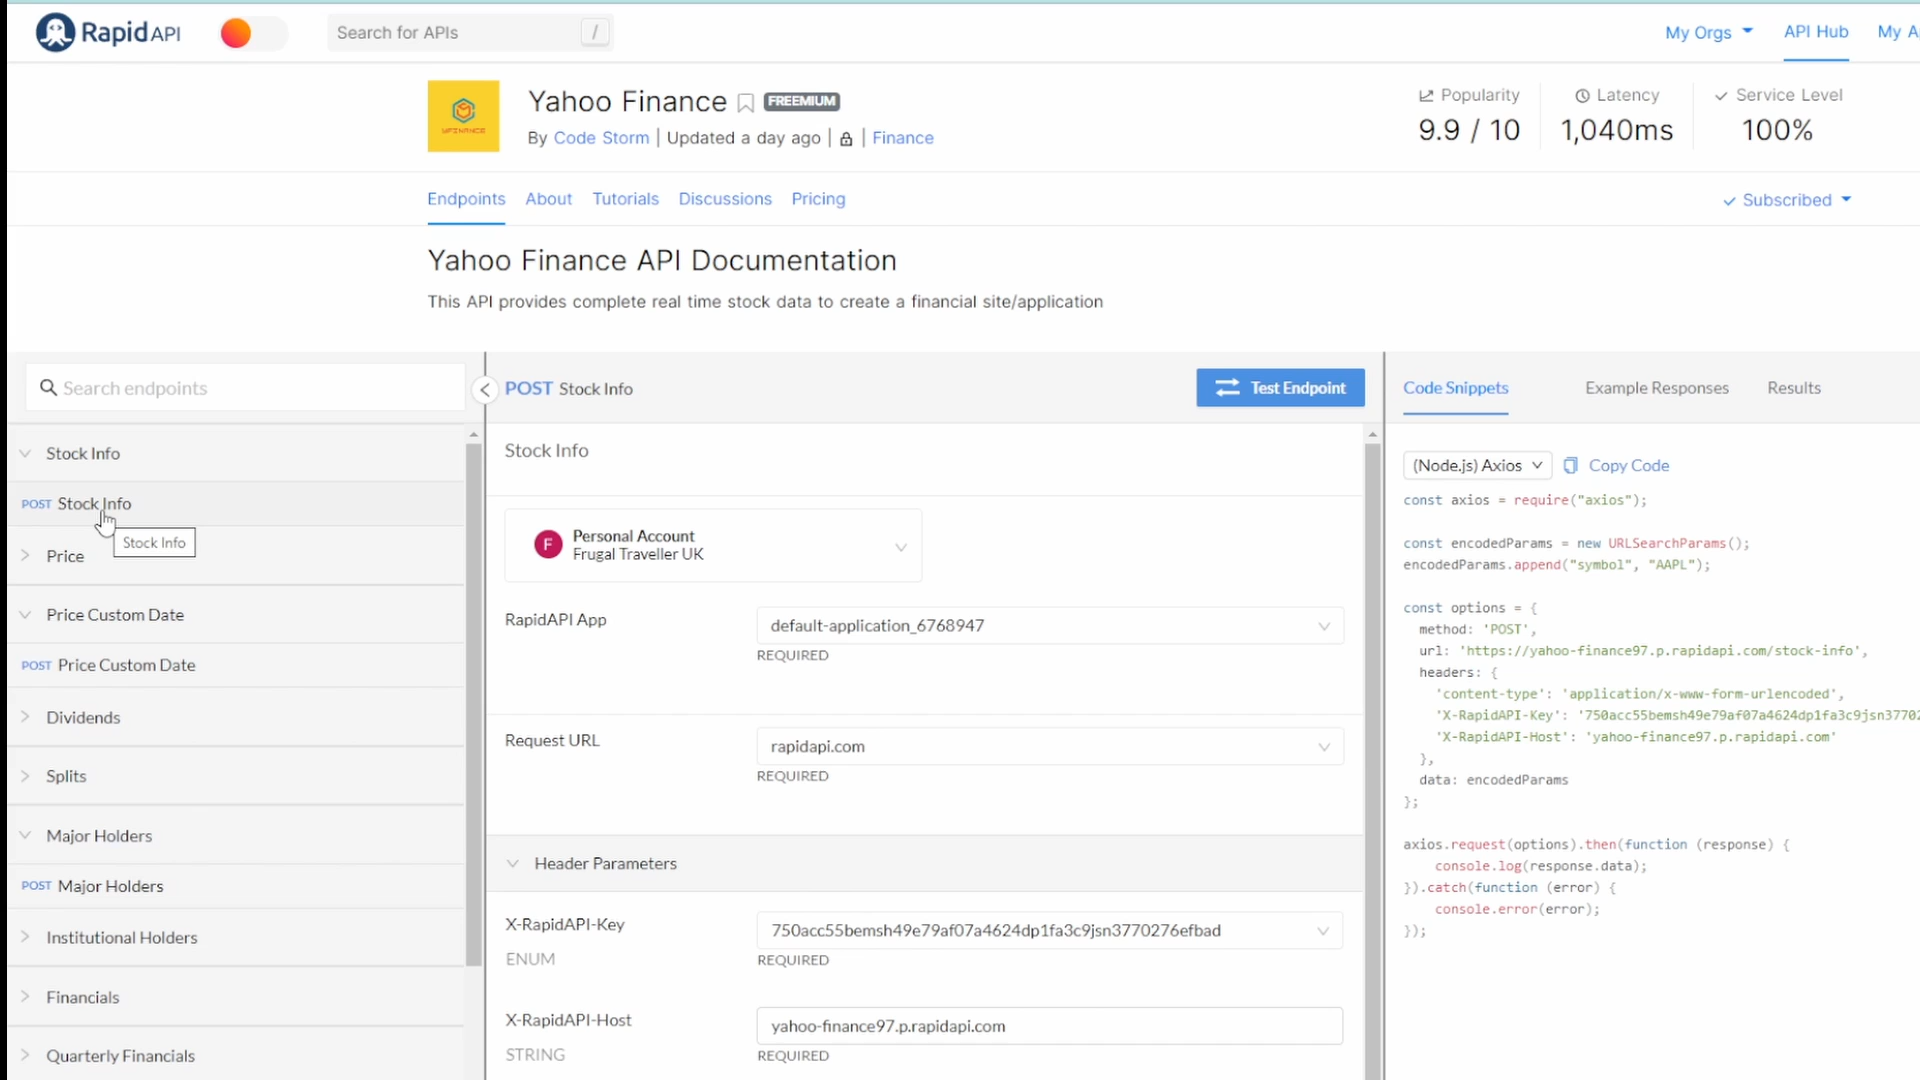 RapidAPI
Search for APIs
/
My Orgs
API Hub
My A
YFINANCE
Yahoo Finance
FREEMIUM
By Code Storm | Updated a day ago | | Finance
Popularity
9.9 / 10
Latency
1,040ms
Service Level
100%
Endpoints
About
Tutorials
Discussions
Pricing
Subscribed
Yahoo Finance API Documentation
This API provides complete real time stock data to create a financial site/application
Search endpoints
Stock Info
POST Stock Info
Stock Info
Price
Price Custom Date
POST Price Custom Date
Dividends
Splits
Major Holders
POST Major Holders
Institutional Holders
Financials
Quarterly Financials
POST Stock Info
Test Endpoint
Stock Info
F
Personal Account
Frugal Traveller UK
RapidAPI App
default-application_6768947
REQUIRED
Request URL
rapidapi.com
REQUIRED
Header Parameters
X-RapidAPI-Key
ENUM
750acc55bemsh49e79af07a4624dp1fa3c9jsn3770276efbad
REQUIRED
X-RapidAPI-Host
STRING
yahoo-finance97.p.rapidapi.com
REQUIRED
Code Snippets
Example Responses
Results
(Node.js) Axios
Copy Code
const axios = require("axios");
const encodedParams = new URLSearchParams();
encodedParams.append("symbol", "AAPL");
const options = {
method: 'POST',
url: 'https://yahoo-finance97.p.rapidapi.com/stock-info',
headers: {
'content-type': 'application/x-www-form-urlencoded',
'X-RapidAPI-Key': '750acc55bemsh49e79af07a4624dp1fa3c9jsn37702
'X-RapidAPI-Host': 'yahoo-finance97.p.rapidapi.com'
},
data: encodedParams
};
axios.request(options).then(function (response) {
console.log(response.data);
}).catch(function (error) {
console.error(error);
});